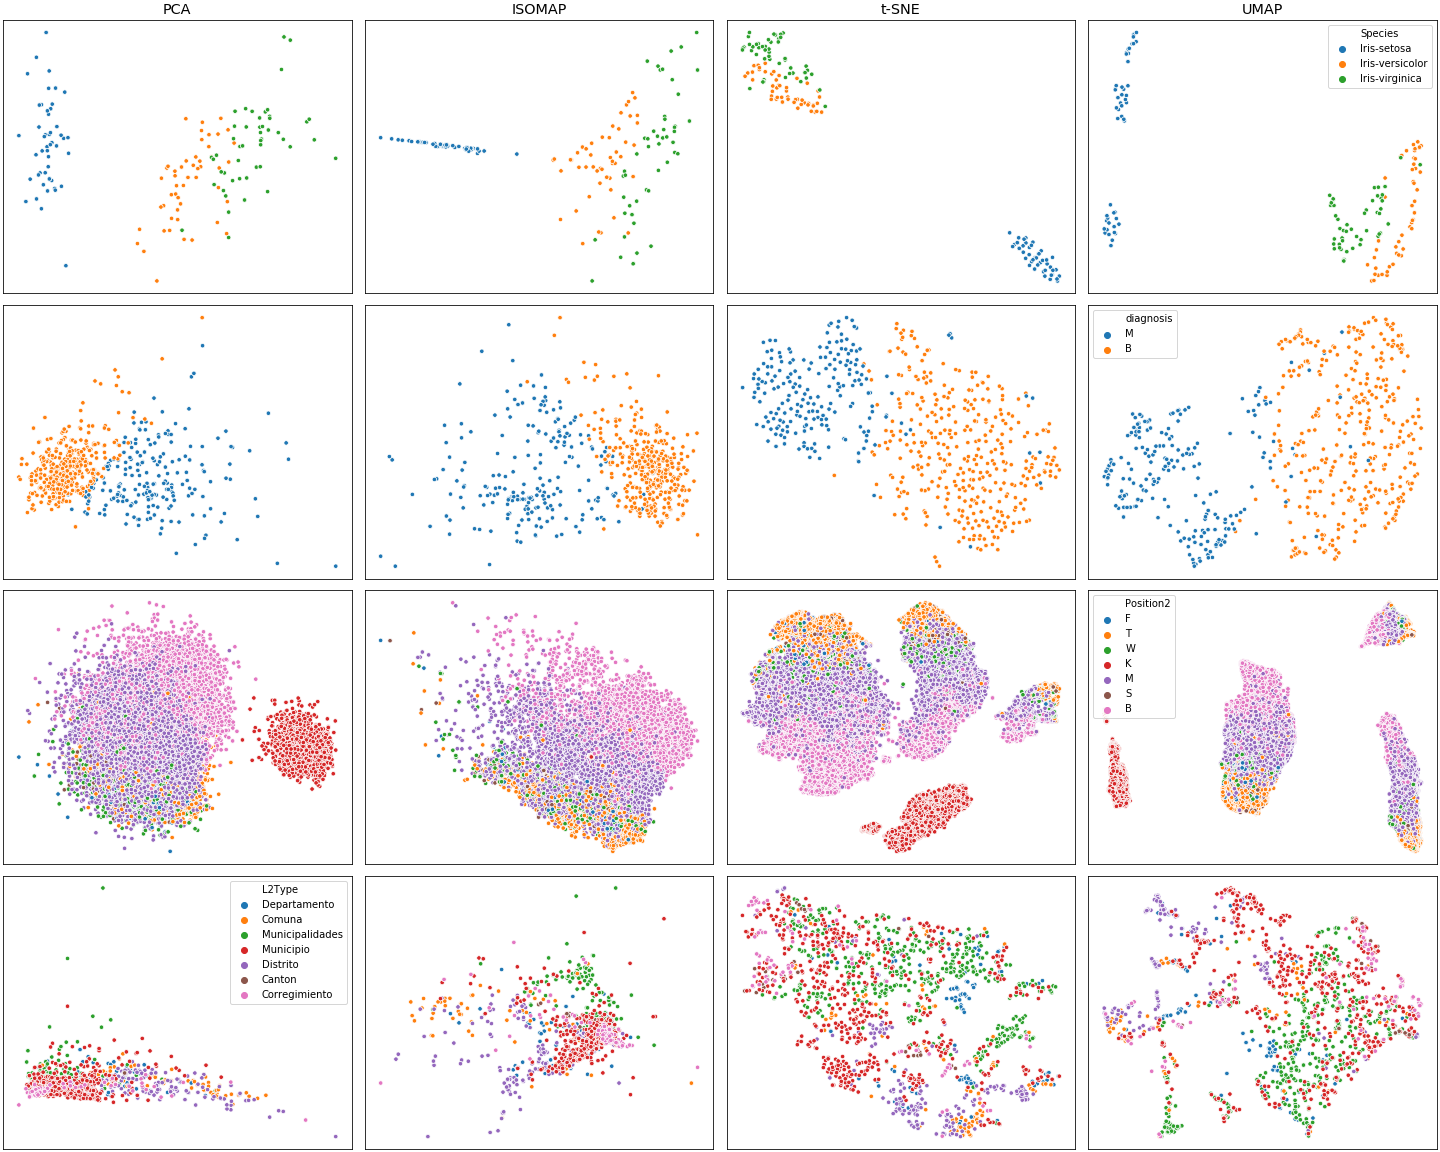 PCA
ISOMAP
t-SNE
UMAP
Species
Iris-setosa
Iris-versicolor
Iris-virginica
diagnosis
M
B
Position2
F
T
W
K
M
S
B
L2Type
Departamento
Comuna
Municipalidades
Municipio
Distrito
Canton
Corregimiento